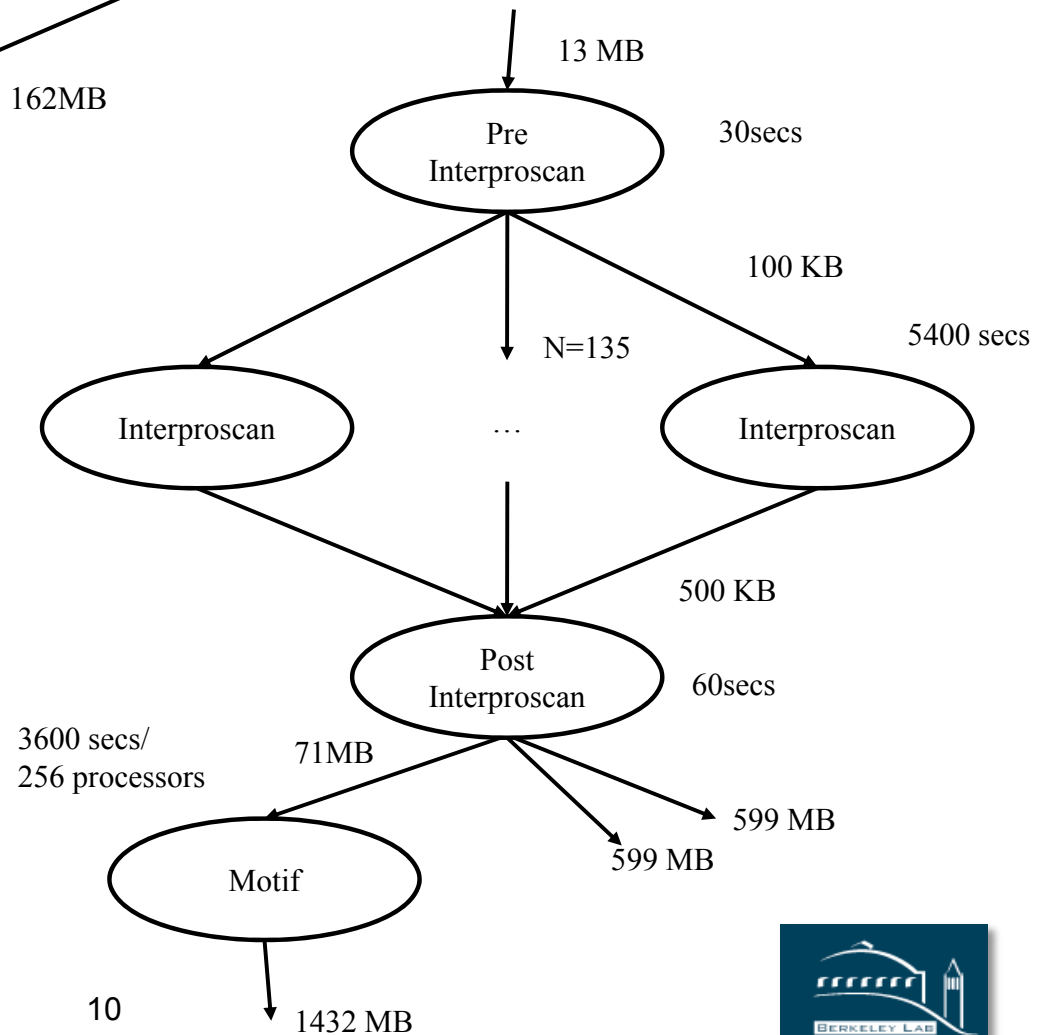 13 MB
162MB
Pre
Interproscan
30secs
100 KB
5400 secs
N=135
Interproscan
...
Interproscan
500 KB
Post
Interproscan
60secs
3600 secs/
256 processors
71MB
599 MB
599 MB
Motif
10
1432 MB
BERKELEY LAB